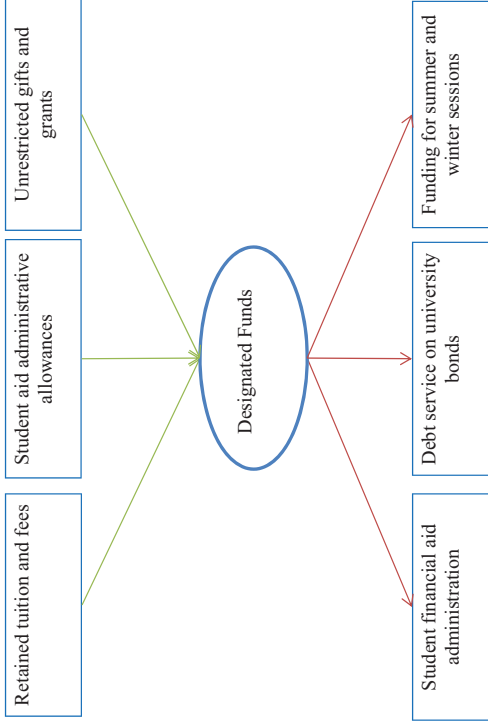 Retained tuition and fees
Student aid administrative
allowances
Unrestricted gifts and
grants
Designated Funds
Student financial aid
administration
Debt service on university
bonds
Funding for summer and
winter sessions